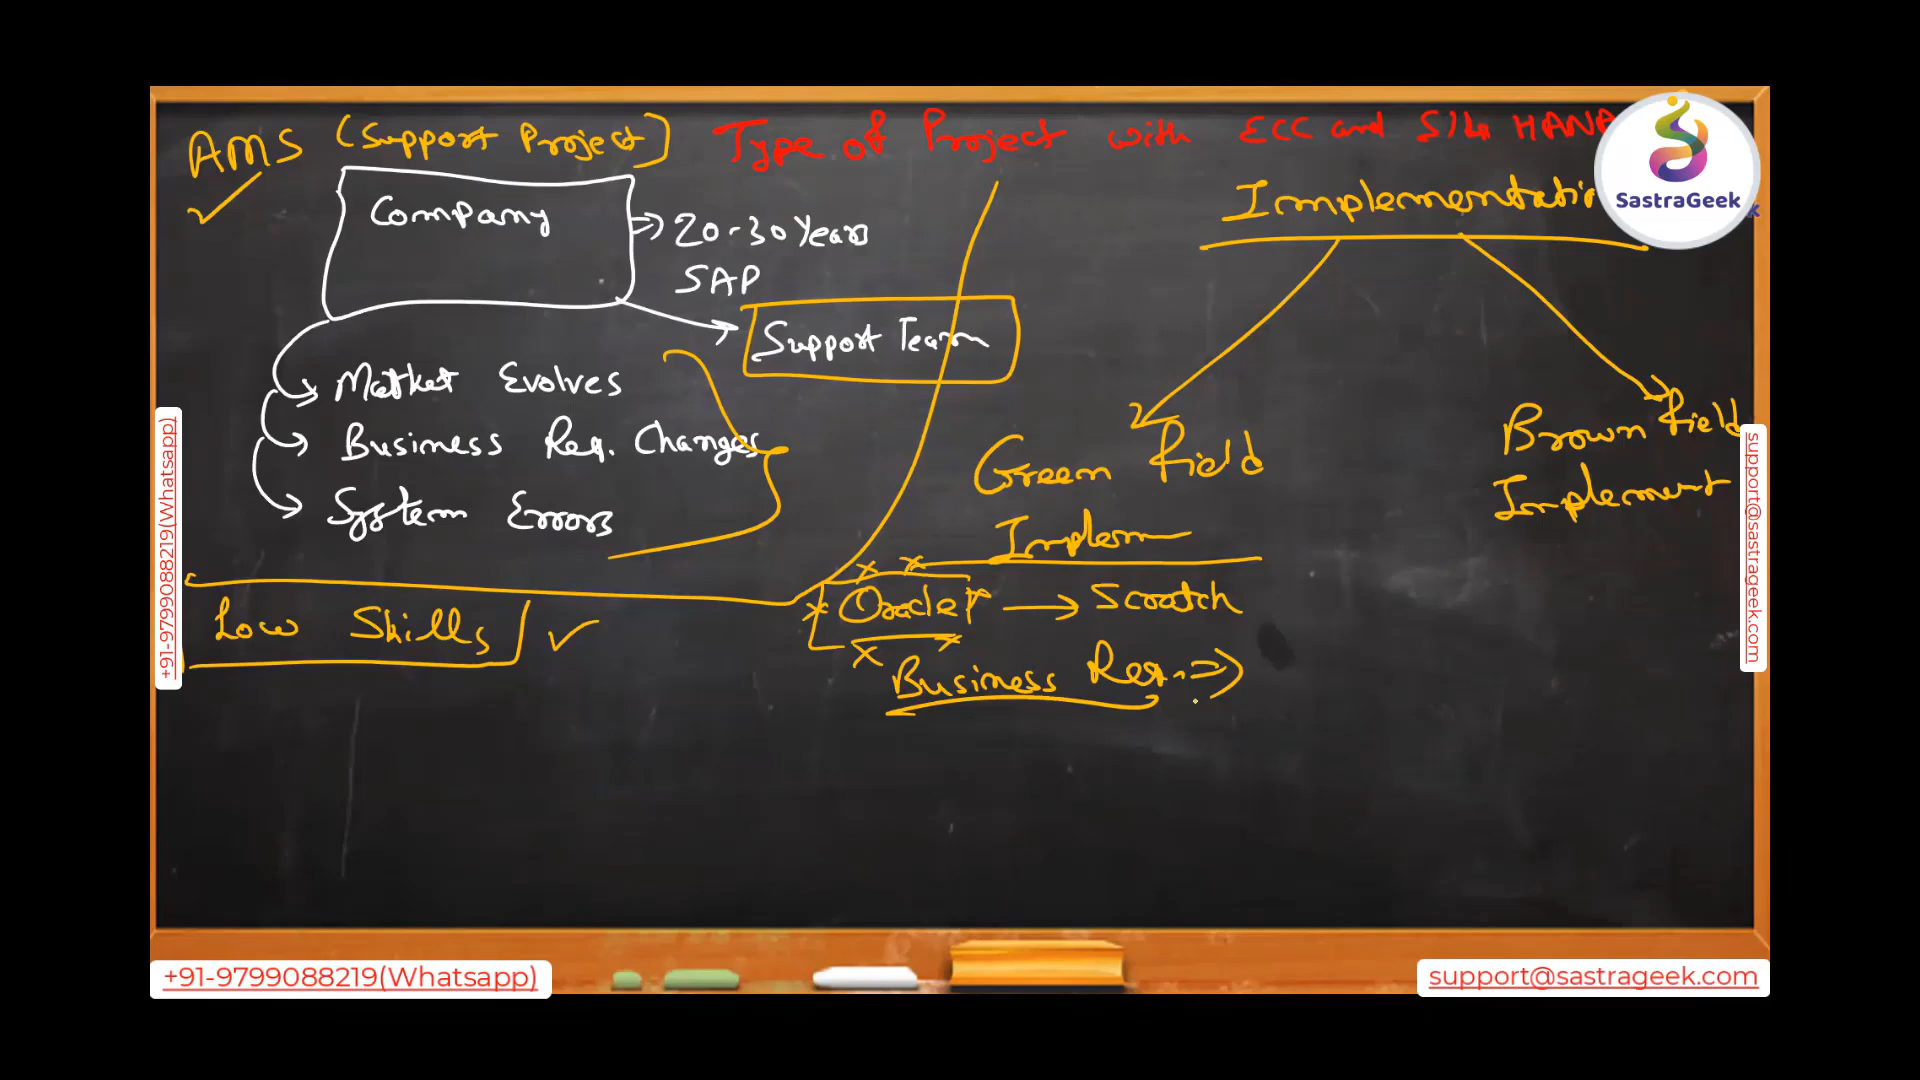 AMS (Support Project)
Type of Project with ECC and S/4 HANA
SastraGeek
Company
20-30 Years
SAP
Support Team
Market Evolves
Business Req. Changes
System Errors
Low Skills
Implementatio
Green Field
Implem
Brown Field
Implement
Oracle → Scratch
Business Req. ⇒
+91-9799088219(Whatsapp)
support@sastrageek.com
+91-9799088219(Whatsapp)
support@sastrageek.com